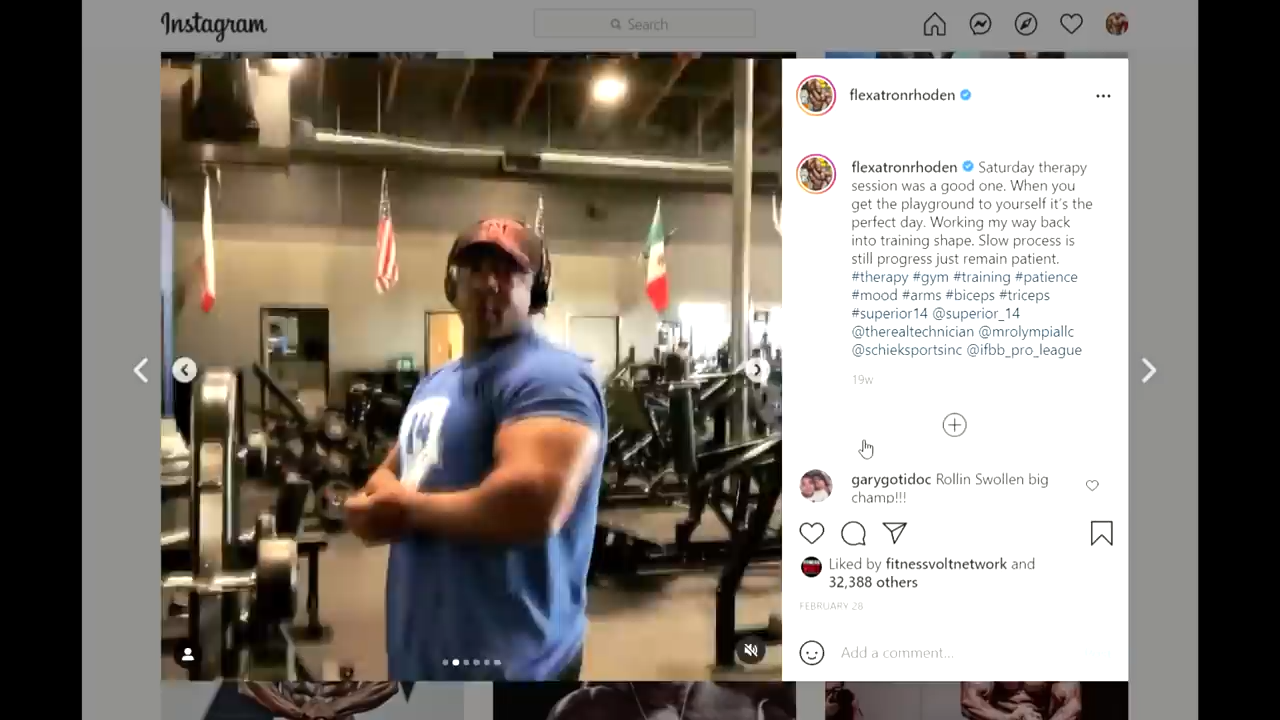 Instagram
Search
flexatronrhoden
flexatronrhoden Saturday therapy
session was a good one. When you
get the playground to yourself it's the
perfect day. Working my way back
into training shape. Slow process is
still progress just remain patient.
#therapy #gym #training #patience
#mood #arms #biceps #triceps
#superior14 @superior_14
@therealtechnician @mrolympiallc
@schieksportsinc @ifbb_pro_league
19w
garygotidoc Rollin Swollen big
champ!!!
Liked by fitnessvoltnetwork and
32,388 others
FEBRUARY 28
Add a comment...
14